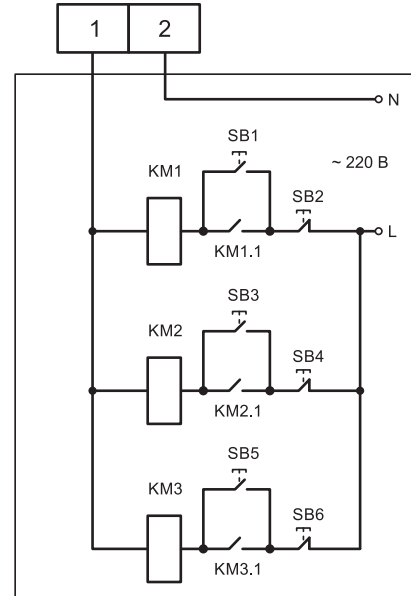 1 2
N
SB1
~ 220 В
KM1
SB2
L
KM1.1
SB3
KM2
SB4
KM2.1
SB5
KM3
SB6
KM3.1